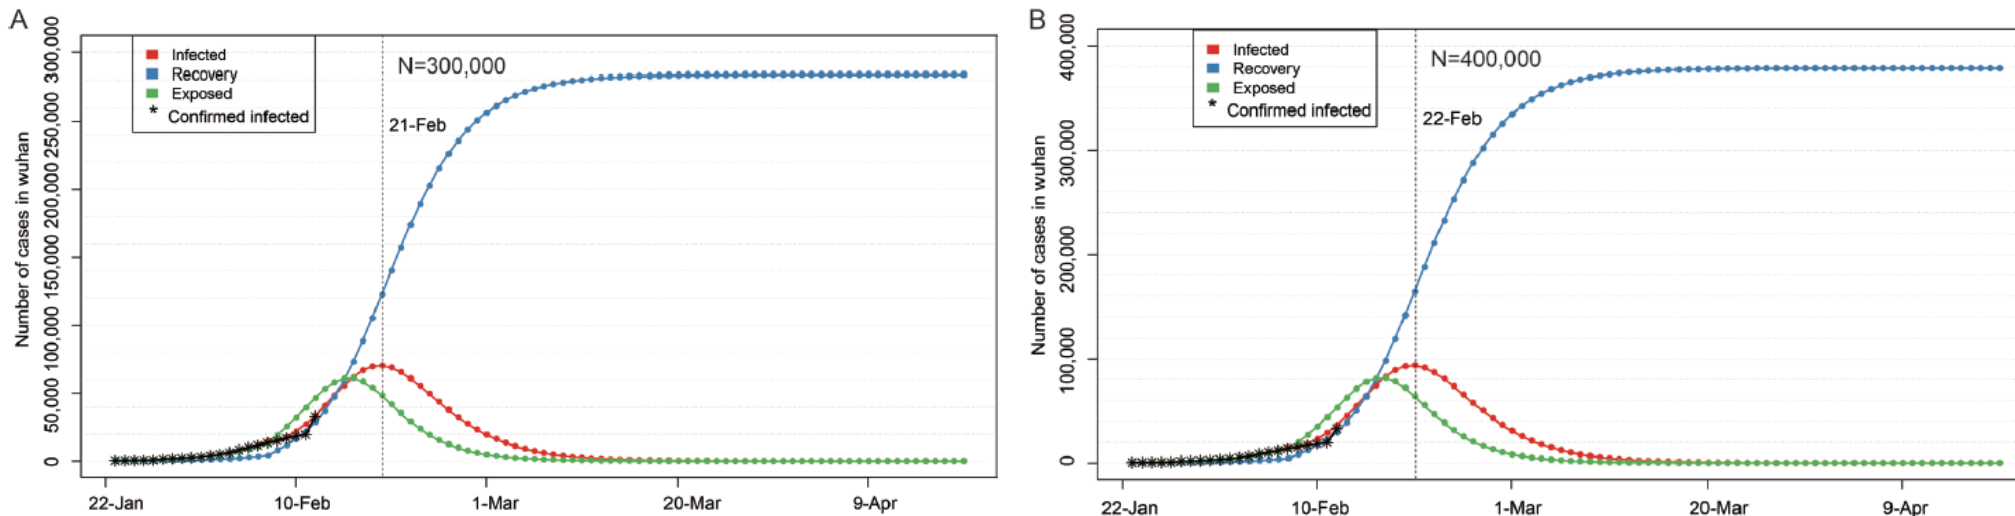 A
Number of cases in wuhan
300,000
250,000
200,000
150,000
100,000
50,000
0
Infected
Recovery
Exposed
* Confirmed infected
N=300,000
21-Feb
22-Jan
10-Feb
1-Mar
20-Mar
9-Apr
B
Number of cases in wuhan
400,000
300,000
200,000
100,000
0
Infected
Recovery
Exposed
* Confirmed infected
N=400,000
22-Feb
22-Jan
10-Feb
1-Mar
20-Mar
9-Apr